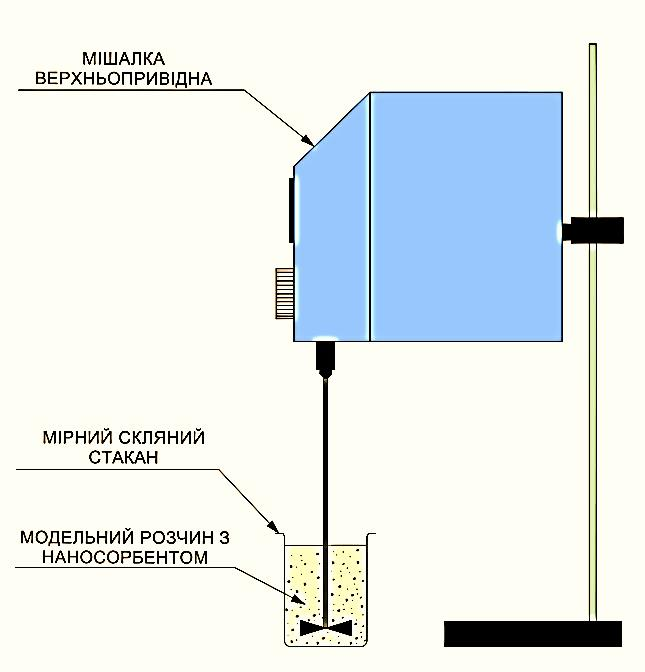 МІШАЛКА
ВЕРХНЬОПРИВІДНА
МІРНИЙ СКЛЯНИЙ
СТАКАН
МОДЕЛЬНИЙ РОЗЧИН З
НАНОСОРБЕНТОМ